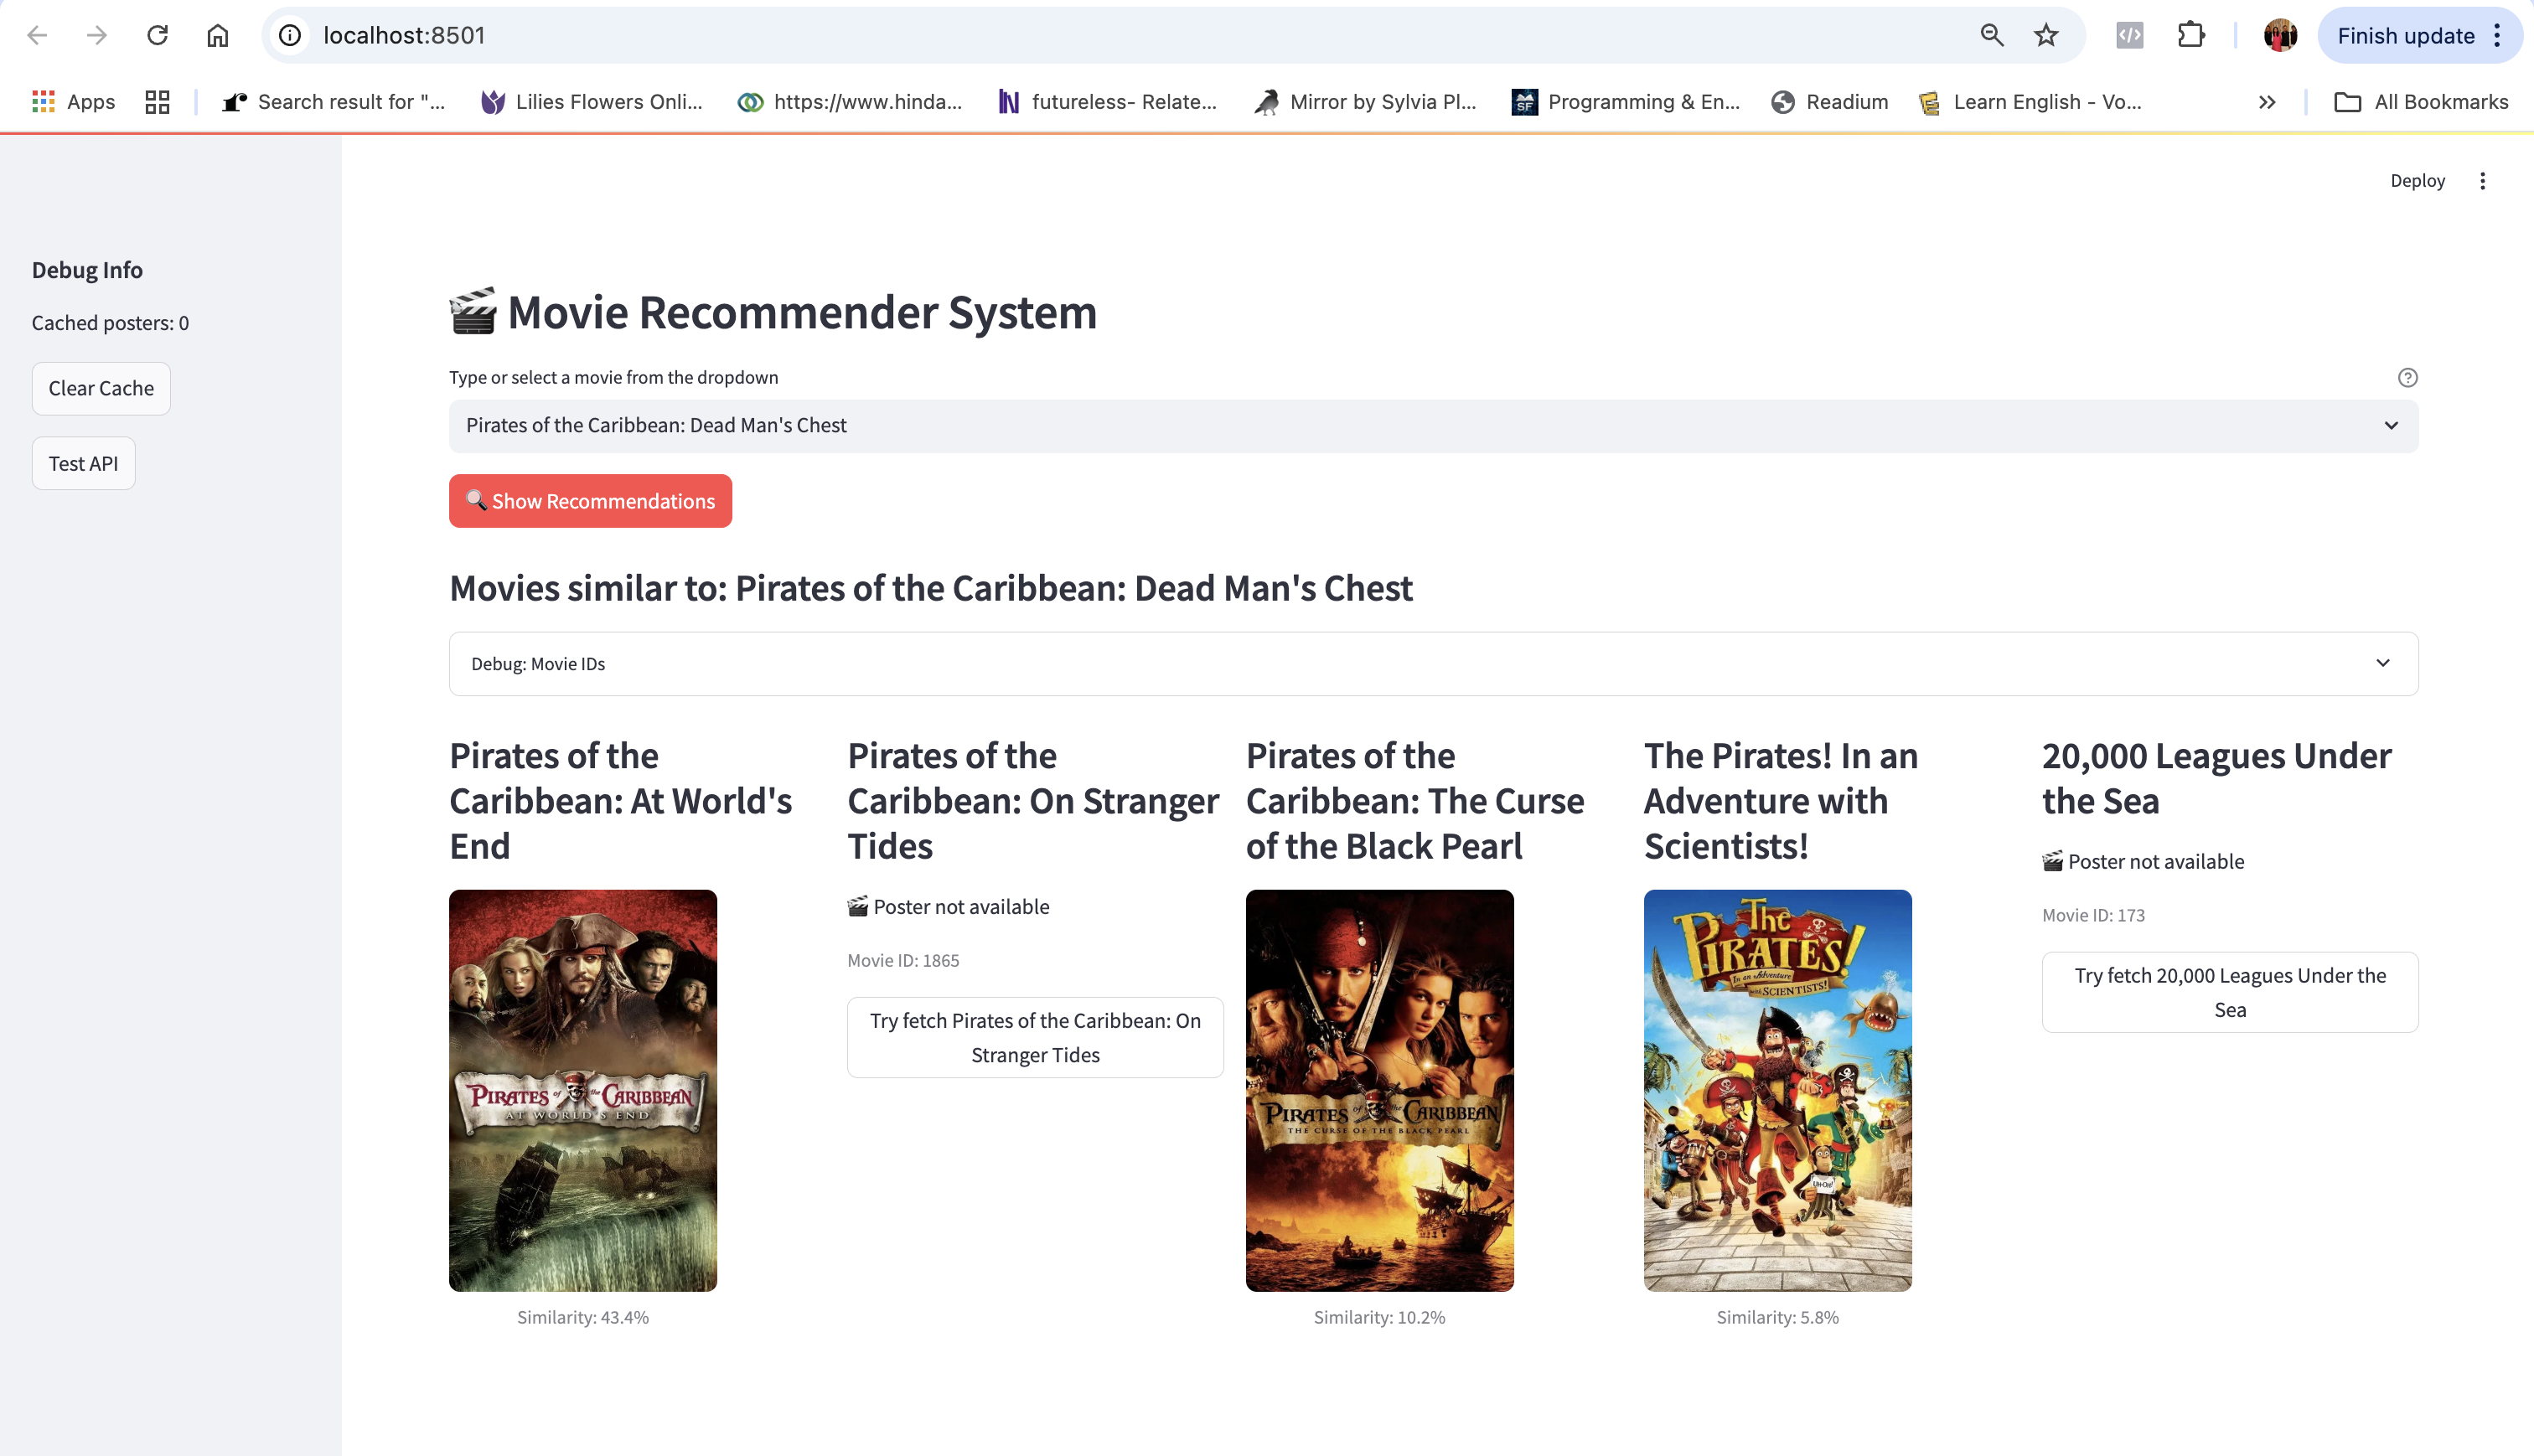 localhost:8501
Finish update
Apps
Search result for "...
Lilies Flowers Onli...
https://www.hinda...
futureless- Relate...
Mirror by Sylvia Pl...
SF
Programming & En...
Readium
Learn English - Vo...
All Bookmarks
Deploy
Debug Info
Cached posters: 0
Clear Cache
Test API
Movie Recommender System
Type or select a movie from the dropdown
Pirates of the Caribbean: Dead Man's Chest
Show Recommendations
Movies similar to: Pirates of the Caribbean: Dead Man's Chest
Debug: Movie IDs
Pirates of the
Caribbean: At World's
End
PIRATES of the CARIBBEAN
AT WORLD'S END
Similarity: 43.4%
Pirates of the
Caribbean: On Stranger
Tides
Poster not available
Movie ID: 1865
Try fetch Pirates of the Caribbean: On
Stranger Tides
Pirates of the
Caribbean: The Curse
of the Black Pearl
PIRATES of the CARIBBEAN
THE CURSE OF THE BLACK PEARL
Similarity: 10.2%
The Pirates! In an
Adventure with
Scientists!
The
PIRATES!
In an Adventure
with SCIENTISTS!
UH-OH!
Similarity: 5.8%
20,000 Leagues Under
the Sea
Poster not available
Movie ID: 173
Try fetch 20,000 Leagues Under the
Sea